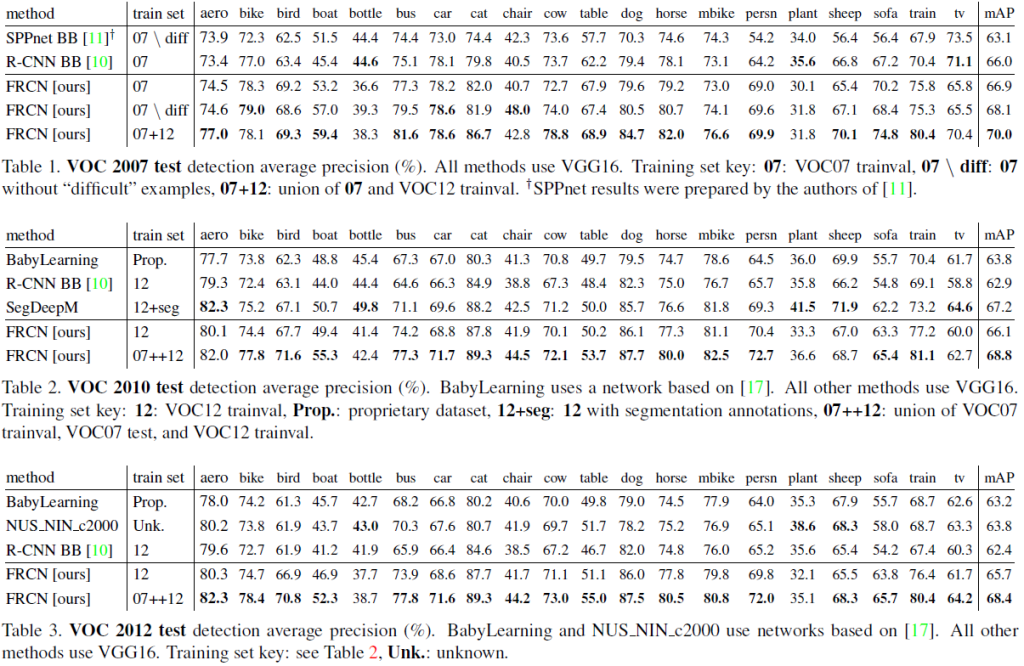 method train set aero bike bird boat bottle bus car cat chair cow table dog horse mbike persn plant sheep sofa train tv mAP
SPPnet BB [11]† 07 \ diff 73.9 72.3 62.5 51.5 44.4 74.4 73.0 74.4 42.3 73.6 57.7 70.3 74.6 74.3 54.2 34.0 56.4 56.4 67.9 73.5 63.1
R-CNN BB [10] 07 73.4 77.0 63.4 45.4 44.6 75.1 78.1 79.8 40.5 73.7 62.2 79.4 78.1 73.1 64.2 35.6 66.8 67.2 70.4 71.1 66.0
FRCN [ours] 07 74.5 78.3 69.2 53.2 36.6 77.3 78.2 82.0 40.7 72.7 67.9 79.6 79.2 73.0 69.0 30.1 65.4 70.2 75.8 65.8 66.9
FRCN [ours] 07 \ diff 74.6 79.0 68.6 57.0 39.3 79.5 78.6 81.9 48.0 74.0 67.4 80.5 80.7 74.1 69.6 31.8 67.1 68.4 75.3 65.5 68.1
FRCN [ours] 07+12 77.0 78.1 69.3 59.4 38.3 81.6 78.6 86.7 42.8 78.8 68.9 84.7 82.0 76.6 69.9 31.8 70.1 74.8 80.4 70.4 70.0
Table 1. VOC 2007 test detection average precision (%). All methods use VGG16. Training set key: 07: VOC07 trainval, 07 \ diff: 07
without “difficult” examples, 07+12: union of 07 and VOC12 trainval. †SPPnet results were prepared by the authors of [11].
method train set aero bike bird boat bottle bus car cat chair cow table dog horse mbike persn plant sheep sofa train tv mAP
BabyLearning Prop. 77.7 73.8 62.3 48.8 45.4 67.3 67.0 80.3 41.3 70.8 49.7 79.5 74.7 78.6 64.5 36.0 69.9 55.7 70.4 61.7 63.8
R-CNN BB [10] 12 79.3 72.4 63.1 44.0 44.4 64.6 66.3 84.9 38.8 67.3 48.4 82.3 75.0 76.7 65.7 35.8 66.2 54.8 69.1 58.8 62.9
SegDeepM 12+seg 82.3 75.2 67.1 50.7 49.8 71.1 69.6 88.2 42.5 71.2 50.0 85.7 76.6 81.8 69.3 41.5 71.9 62.2 73.2 64.6 67.2
FRCN [ours] 12 80.1 74.4 67.7 49.4 41.4 74.2 68.8 87.8 41.9 70.1 50.2 86.1 77.3 81.1 70.4 33.3 67.0 63.3 77.2 60.0 66.1
FRCN [ours] 07++12 82.0 77.8 71.6 55.3 42.4 77.3 71.7 89.3 44.5 72.1 53.7 87.7 80.0 82.5 72.7 36.6 68.7 65.4 81.1 62.7 68.8
Table 2. VOC 2010 test detection average precision (%). BabyLearning uses a network based on [17]. All other methods use VGG16.
Training set key: 12: VOC12 trainval, Prop.: proprietary dataset, 12+seg: 12 with segmentation annotations, 07++12: union of VOC07
trainval, VOC07 test, and VOC12 trainval.
method train set aero bike bird boat bottle bus car cat chair cow table dog horse mbike persn plant sheep sofa train tv mAP
BabyLearning Prop. 78.0 74.2 61.3 45.7 42.7 68.2 66.8 80.2 40.6 70.0 49.8 79.0 74.5 77.9 64.0 35.3 67.9 55.7 68.7 62.6 63.2
NUS_NIN_c2000 Unk. 80.2 73.8 61.9 43.7 43.0 70.3 67.6 80.7 41.9 69.7 51.7 78.2 75.2 76.9 65.1 38.6 68.3 58.0 68.7 63.3 63.8
R-CNN BB [10] 12 79.6 72.7 61.9 41.2 41.9 65.9 66.4 84.6 38.5 67.2 46.7 82.0 74.8 76.0 65.2 35.6 65.4 54.2 67.4 60.3 62.4
FRCN [ours] 12 80.3 74.7 66.9 46.9 37.7 73.9 68.6 87.7 41.7 71.1 51.1 86.0 77.8 79.8 69.8 32.1 65.5 63.8 76.4 61.7 65.7
FRCN [ours] 07++12 82.3 78.4 70.8 52.3 38.7 77.8 71.6 89.3 44.2 73.0 55.0 87.5 80.5 80.8 72.0 35.1 68.3 65.7 80.4 64.2 68.4
Table 3. VOC 2012 test detection average precision (%). BabyLearning and NUS_NIN_c2000 use networks based on [17]. All other
methods use VGG16. Training set key: see Table 2, Unk.: unknown.